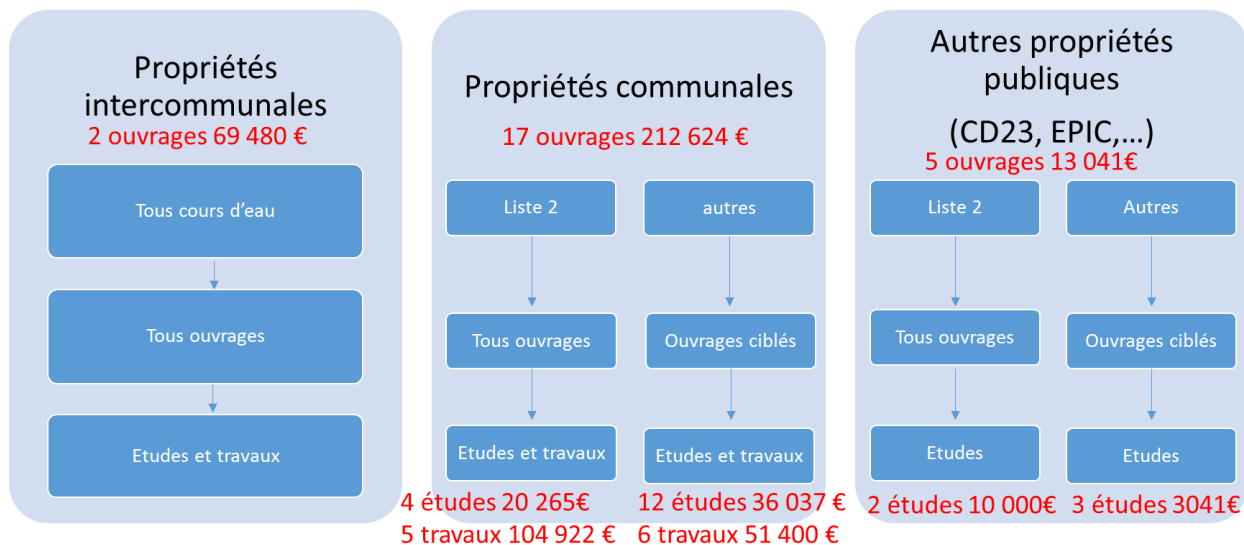 Propriétés
intercommunales
2 ouvrages 69 480 €
Tous cours d'eau
Tous ouvrages
Etudes et travaux
Propriétés communales
17 ouvrages 212 624 €
Liste 2
autres
Tous ouvrages
Ouvrages ciblés
Etudes et travaux
Etudes et travaux
4 études 20 265€
5 travaux 104 922 €
12 études 36 037 €
6 travaux 51 400 €
Autres propriétés
publiques
(CD23, EPIC,…)
5 ouvrages 13 041€
Liste 2
Autres
Tous ouvrages
Ouvrages ciblés
Etudes
Etudes
2 études 10 000€
3 études 3041€